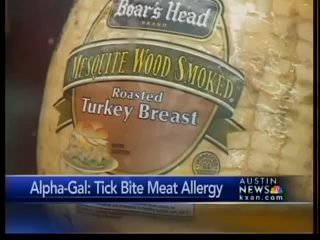 Boar's Head
BRAND
MESQUITE WOOD SMOKED
Roasted
Turkey Breast
Alpha-Gal: Tick Bite Meat Allergy
AUSTIN
NEWS
kxan.com